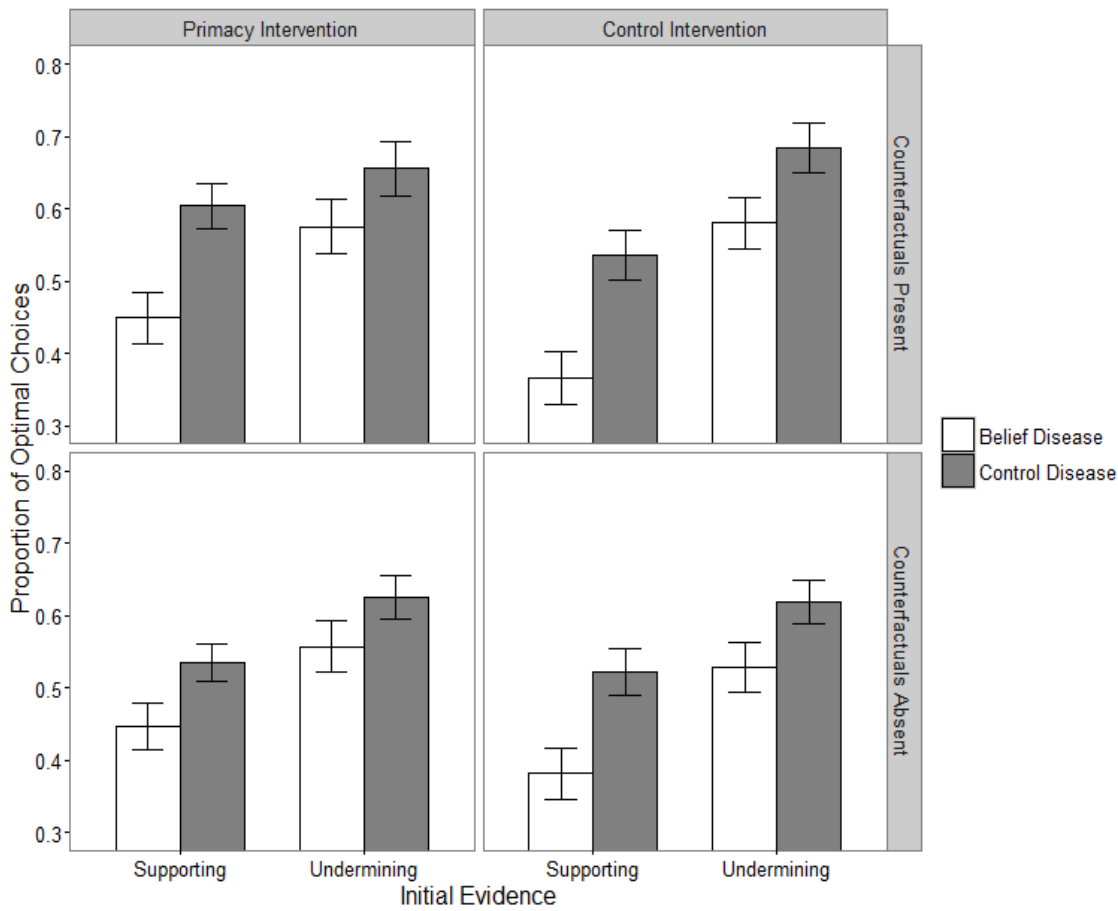 Primacy Intervention
Control Intervention
Proportion of Optimal Choices
0.8
0.7
0.6
0.5
0.4
0.3
Counterfactuals Present
0.8
0.7
0.6
0.5
0.4
0.3
Counterfactuals Absent
Belief Disease
Control Disease
Supporting
Undermining
Supporting
Undermining
Initial Evidence